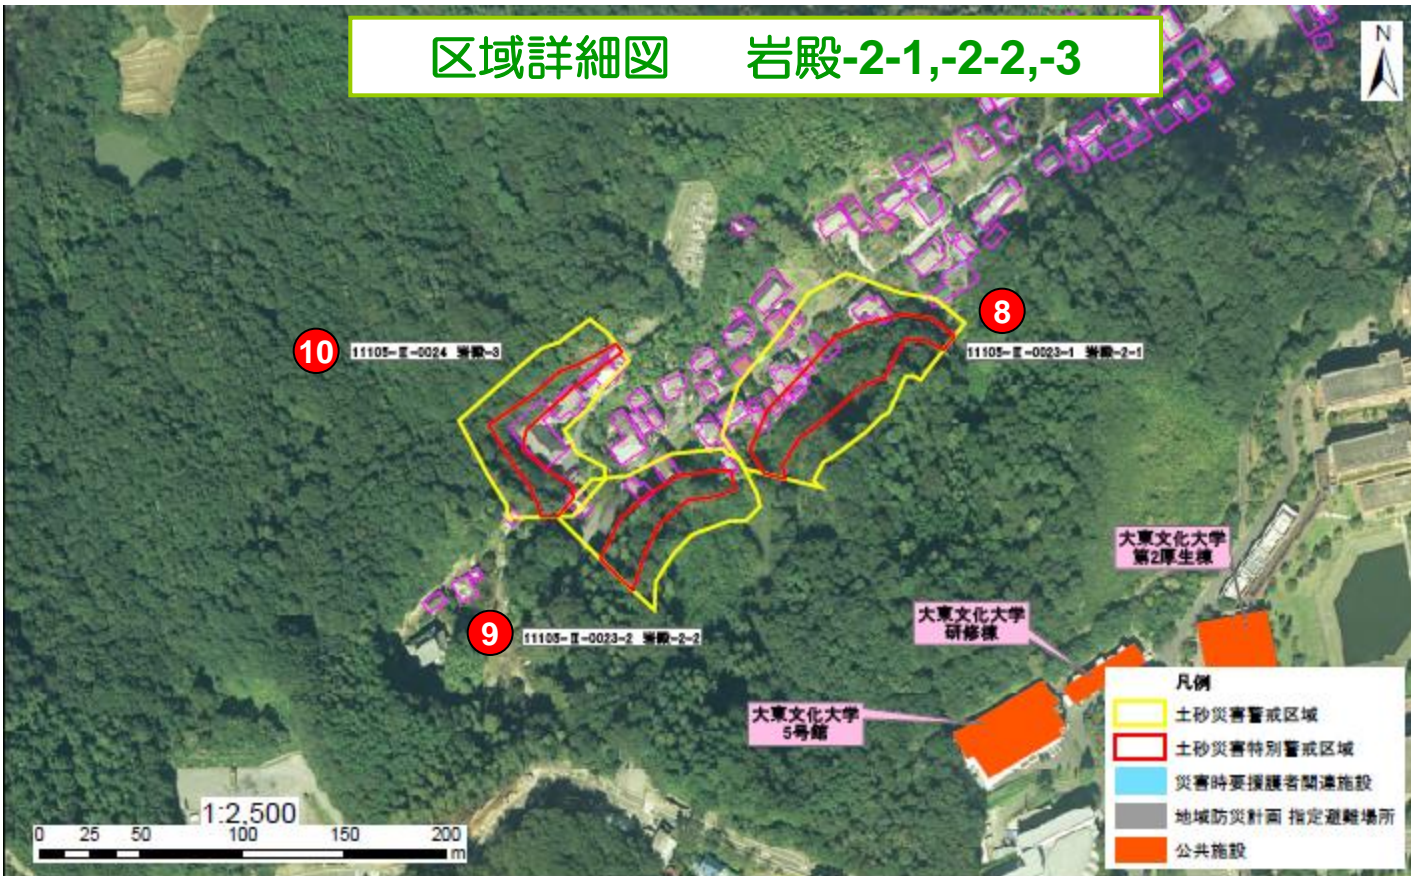 区域詳細図 岩殿-2-1,-2-2,-3
N
8
11105-Ⅱ-0023-1 岩殿-2-1
10
11105-Ⅱ-0024 岩殿-3
9
11105-Ⅱ-0023-2 岩殿-2-2
大東文化大学
第2厚生棟
大東文化大学
研修棟
大東文化大学
5号館
凡例
土砂災害警戒区域
土砂災害特別警戒区域
災害時要援護者関連施設
地域防災計画 指定避難場所
公共施設
1:2,500
0 25 50 100 150 200
m